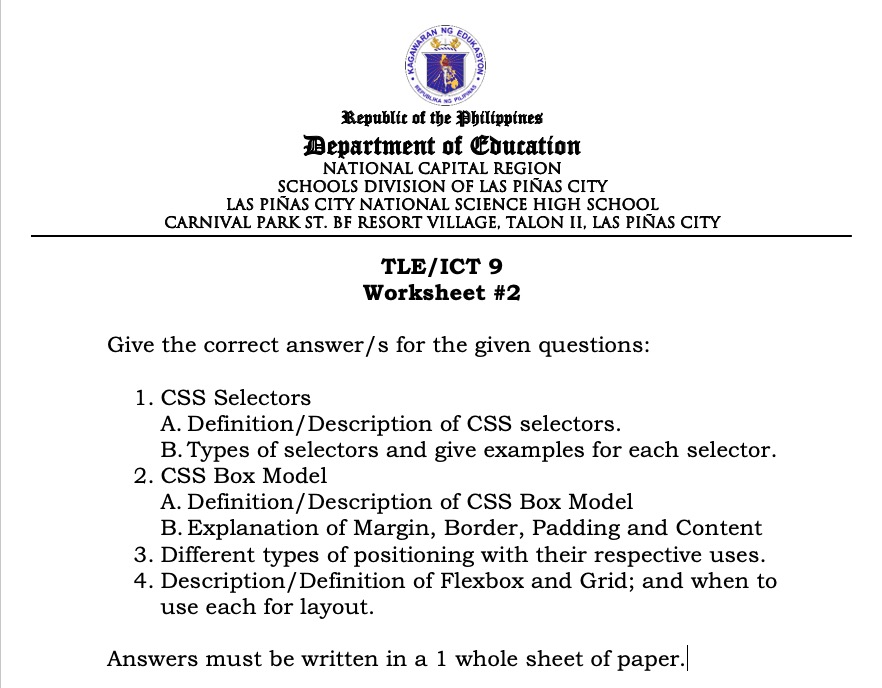 KAGAWARAN NG EDUKASYON
REPUBLIKA NG PILIPINAS
Republic of the Philippines
Department of Education
NATIONAL CAPITAL REGION
SCHOOLS DIVISION OF LAS PIÑAS CITY
LAS PIÑAS CITY NATIONAL SCIENCE HIGH SCHOOL
CARNIVAL PARK ST. BF RESORT VILLAGE, TALON II, LAS PIÑAS CITY
TLE/ICT 9
Worksheet #2
Give the correct answer/s for the given questions:
1. CSS Selectors
A. Definition/Description of CSS selectors.
B. Types of selectors and give examples for each selector.
2. CSS Box Model
A. Definition/Description of CSS Box Model
B. Explanation of Margin, Border, Padding and Content
3. Different types of positioning with their respective uses.
4. Description/Definition of Flexbox and Grid; and when to
use each for layout.
Answers must be written in a 1 whole sheet of paper.